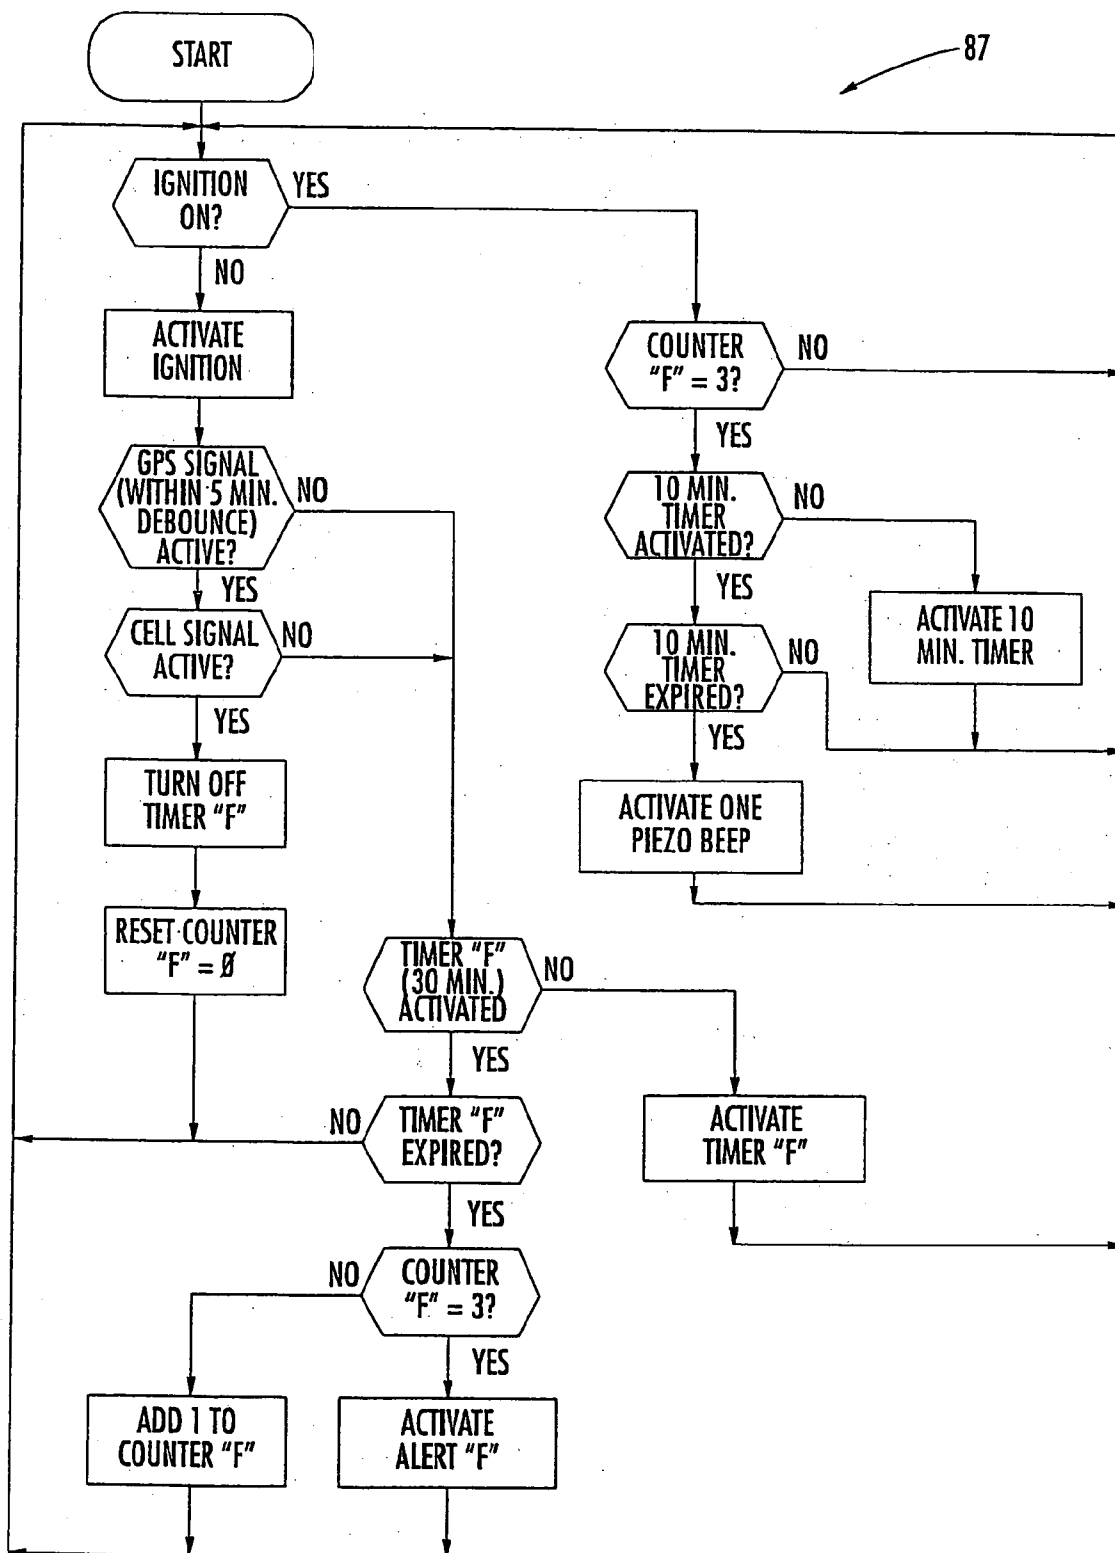 START
87
IGNITION
ON?
YES
NO
ACTIVATE
IGNITION
COUNTER
"F" = 3?
NO
YES
GPS SIGNAL
(WITHIN 5 MIN.
DEBOUNCE)
ACTIVE?
NO
YES
10 MIN.
TIMER
ACTIVATED?
NO
YES
ACTIVATE 10
MIN. TIMER
CELL SIGNAL
ACTIVE?
NO
YES
10 MIN.
TIMER
EXPIRED?
NO
YES
TURN OFF
TIMER "F"
ACTIVATE ONE
PIEZO BEEP
RESET COUNTER
"F" = Ø
TIMER "F"
(30 MIN.)
ACTIVATED
NO
YES
ACTIVATE
TIMER "F"
NO
TIMER "F"
EXPIRED?
YES
NO
COUNTER
"F" = 3?
YES
ADD 1 TO
COUNTER "F"
ACTIVATE
ALERT "F"